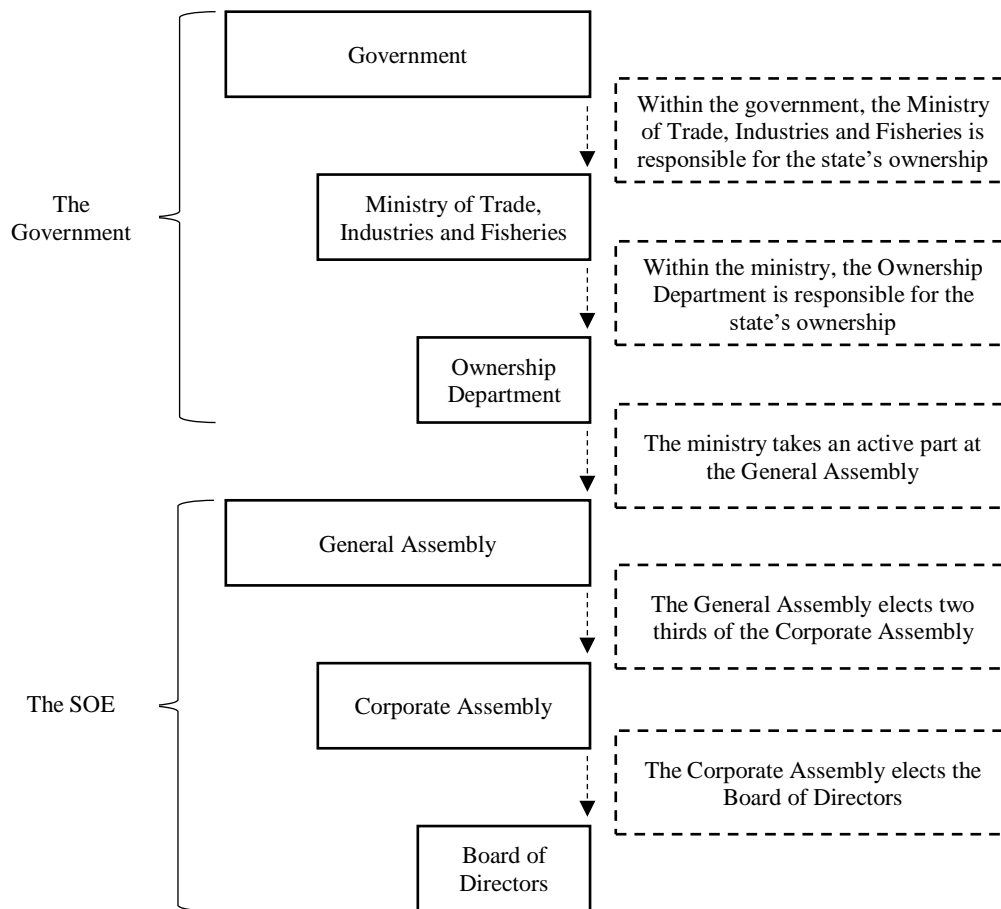 Government
Within the government, the Ministry
of Trade, Industries and Fisheries is
responsible for the state’s ownership
The
Government
Ministry of Trade,
Industries and Fisheries
Within the ministry, the Ownership
Department is responsible for the
state’s ownership
Ownership
Department
The ministry takes an active part at
the General Assembly
General Assembly
The General Assembly elects two
thirds of the Corporate Assembly
The SOE
Corporate Assembly
The Corporate Assembly elects the
Board of Directors
Board of
Directors